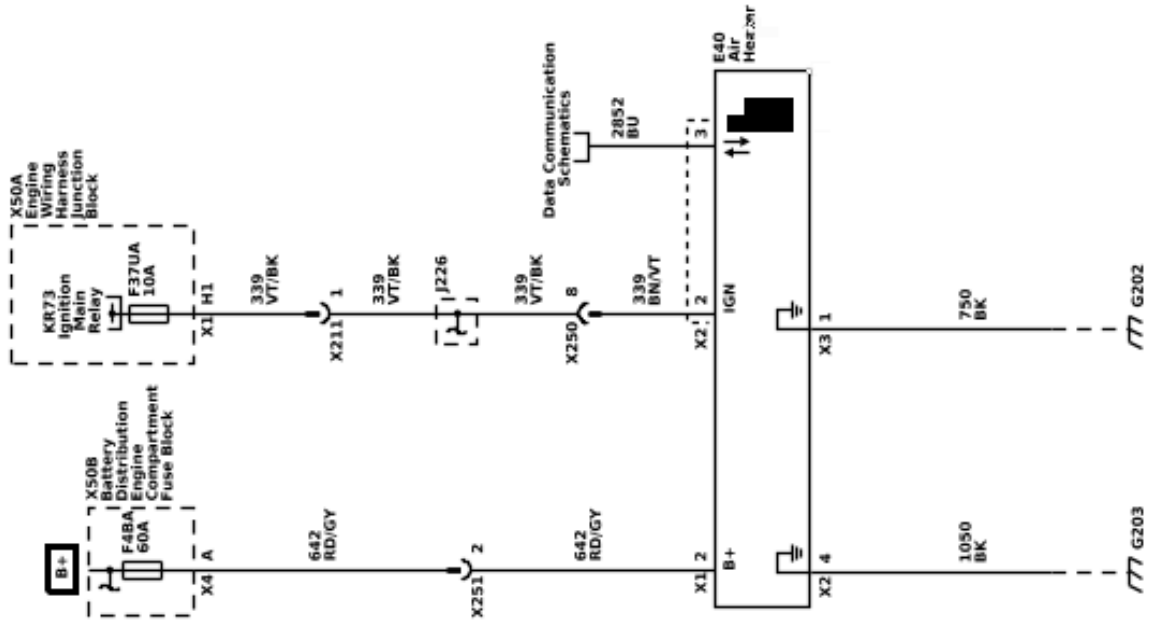 B+
X50B
Battery
Distribution
Engine
Compartment
Fuse Block
F48A
60A
X4 A
642
RD/GY
X251 2
642
RD/GY
X1 2
B+
X2 4
1050
BK
G203
X50A
Engine
Wiring
Harness
Junction
Block
KR73
Ignition
Main
Relay
F37UA
10A
X1 H1
339
VT/BK
X211 1
339
VT/BK
J226
339
VT/BK
X250 8
339
BN/VT
X2 2
IGN
X3 1
750
BK
G202
Data Communication
Schematics
2852
BU
3
E40
Air